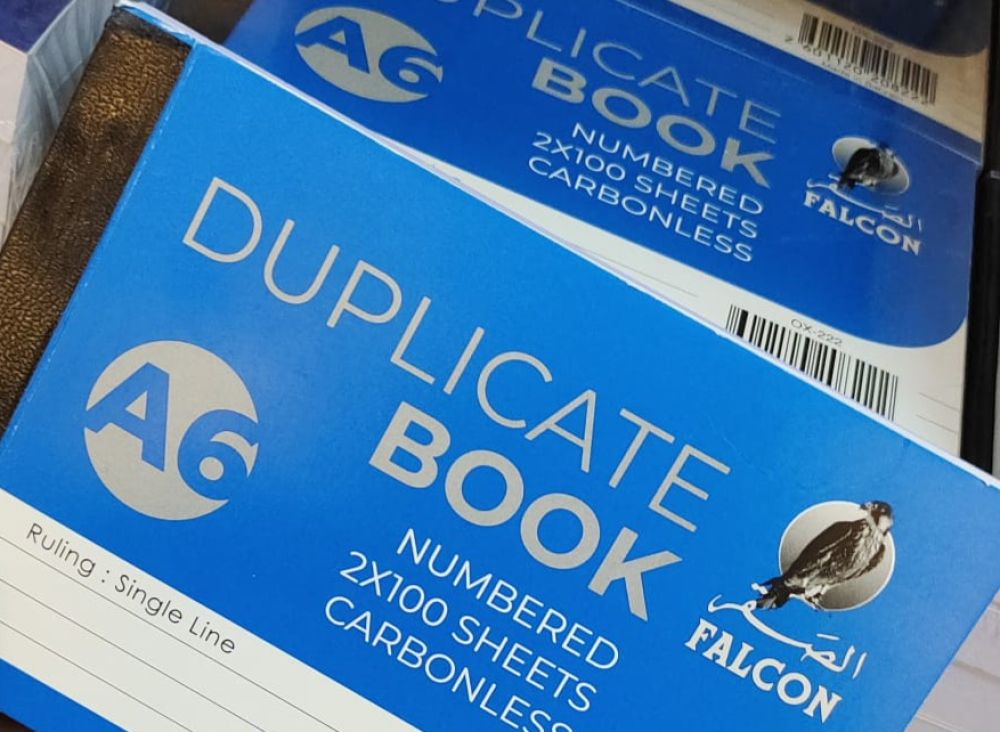 A6
DUPLICATE
BOOK
NUMBERED
2X100 SHEETS
CARBONLESS
الصقر
FALCON
OX-222
DUPLICATE
BOOK
A6
NUMBERED
2X100 SHEETS
CARBONLESS
Ruling : Single Line
الصقر
FALCON